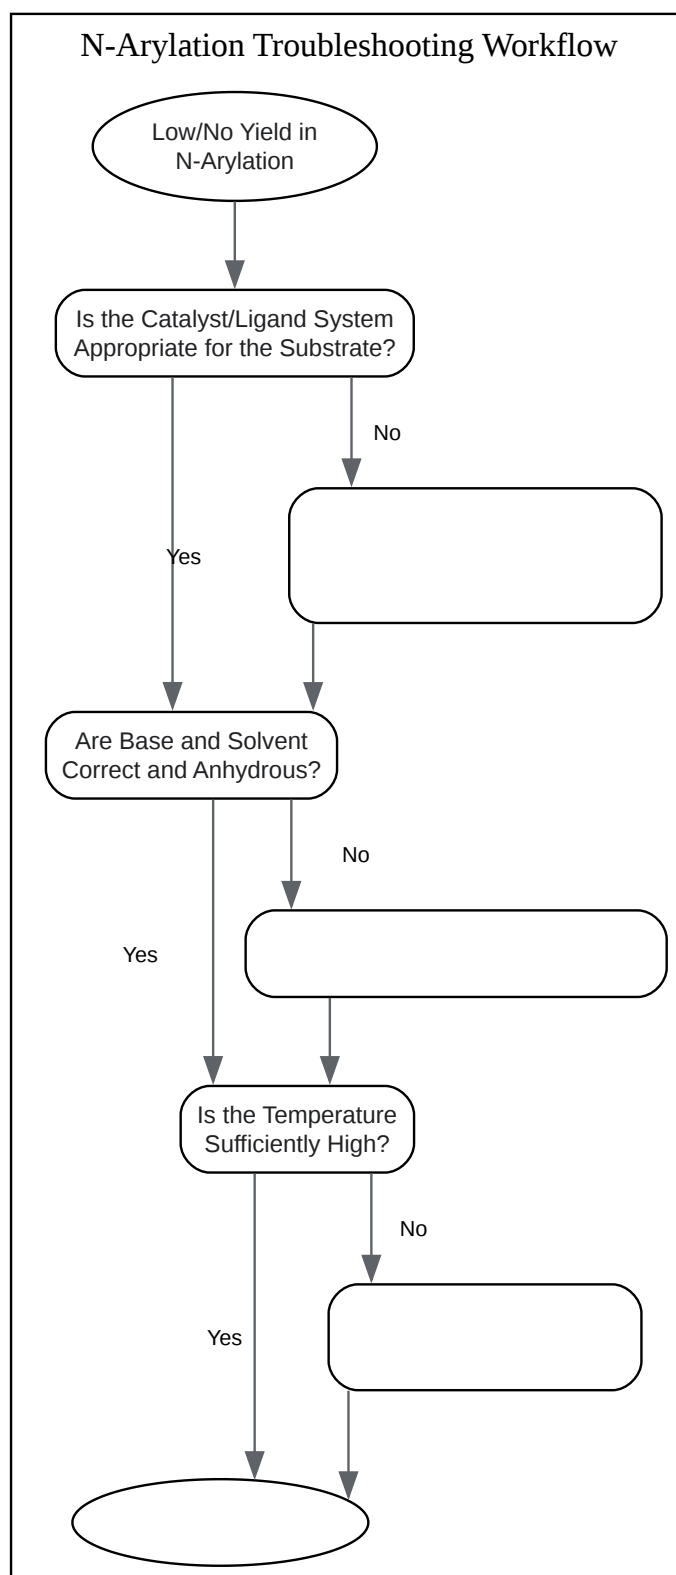 N-Arylation Troubleshooting Workflow
Low/No Yield in
N-Arylation
Is the Catalyst/Ligand System
Appropriate for the Substrate?
No
Yes
Are Base and Solvent
Correct and Anhydrous?
No
Yes
Is the Temperature
Sufficiently High?
No
Yes